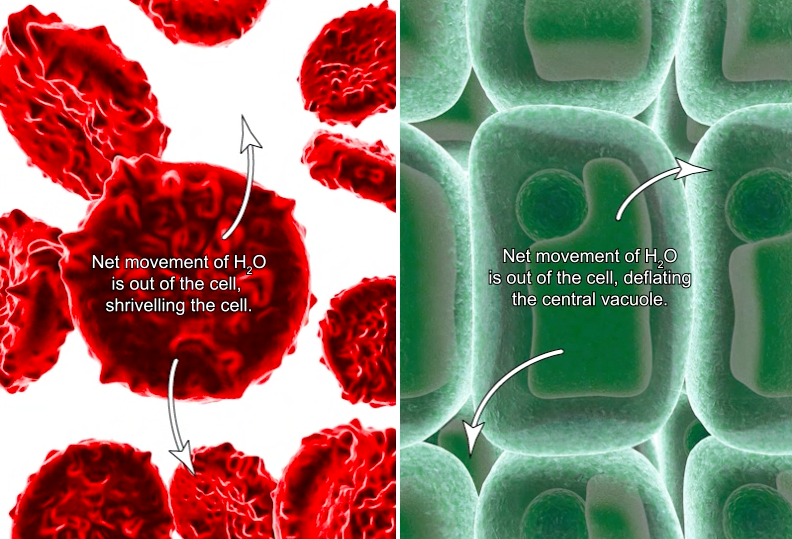 Net movement of H₂O
is out of the cell,
shrivelling the cell.
Net movement of H₂O
is out of the cell, deflating
the central vacuole.